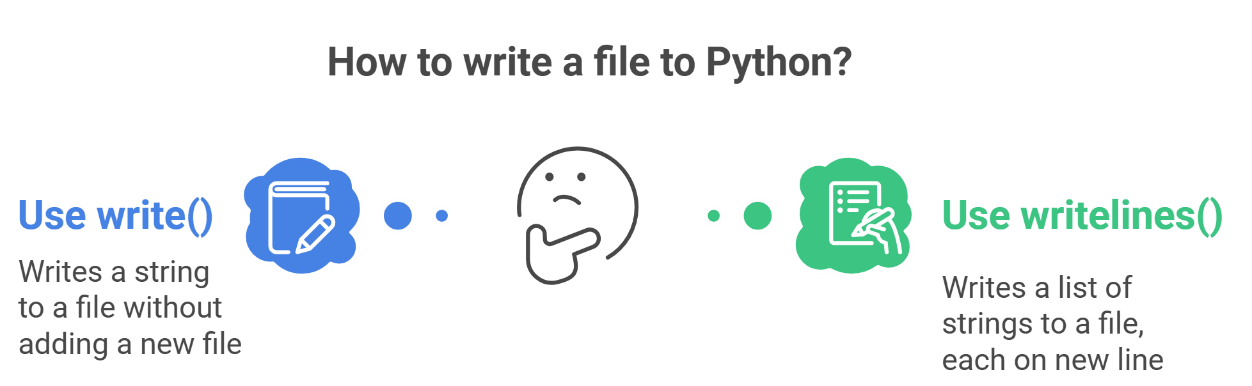 How to write a file to Python?
Use write()
Writes a string
to a file without
adding a new file
Use writelines()
Writes a list of
strings to a file,
each on new line